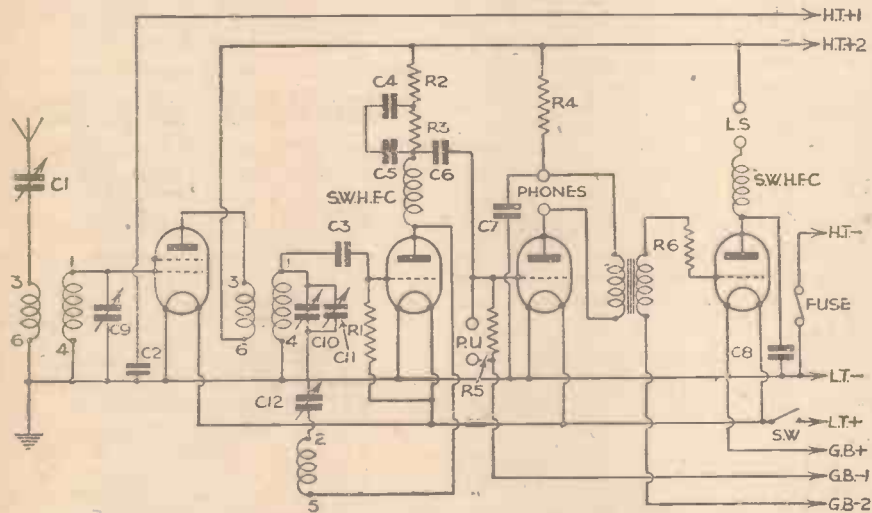 H.T.+1
H.T.+2
C4
R2
R4
C1
R3
L.S
C5
C6
S.W.H.F.C
PHONES
S.W.H.F.C
C7
3
1
3
1
C3
R6
H.T.-
C9
4
C10
R1
C11
FUSE
6
4
C2
6
P.U
R5
C8
L.T.-
C12
L.T.+
S.W
2
G.B.+
G.B.-1
5
G.B-2